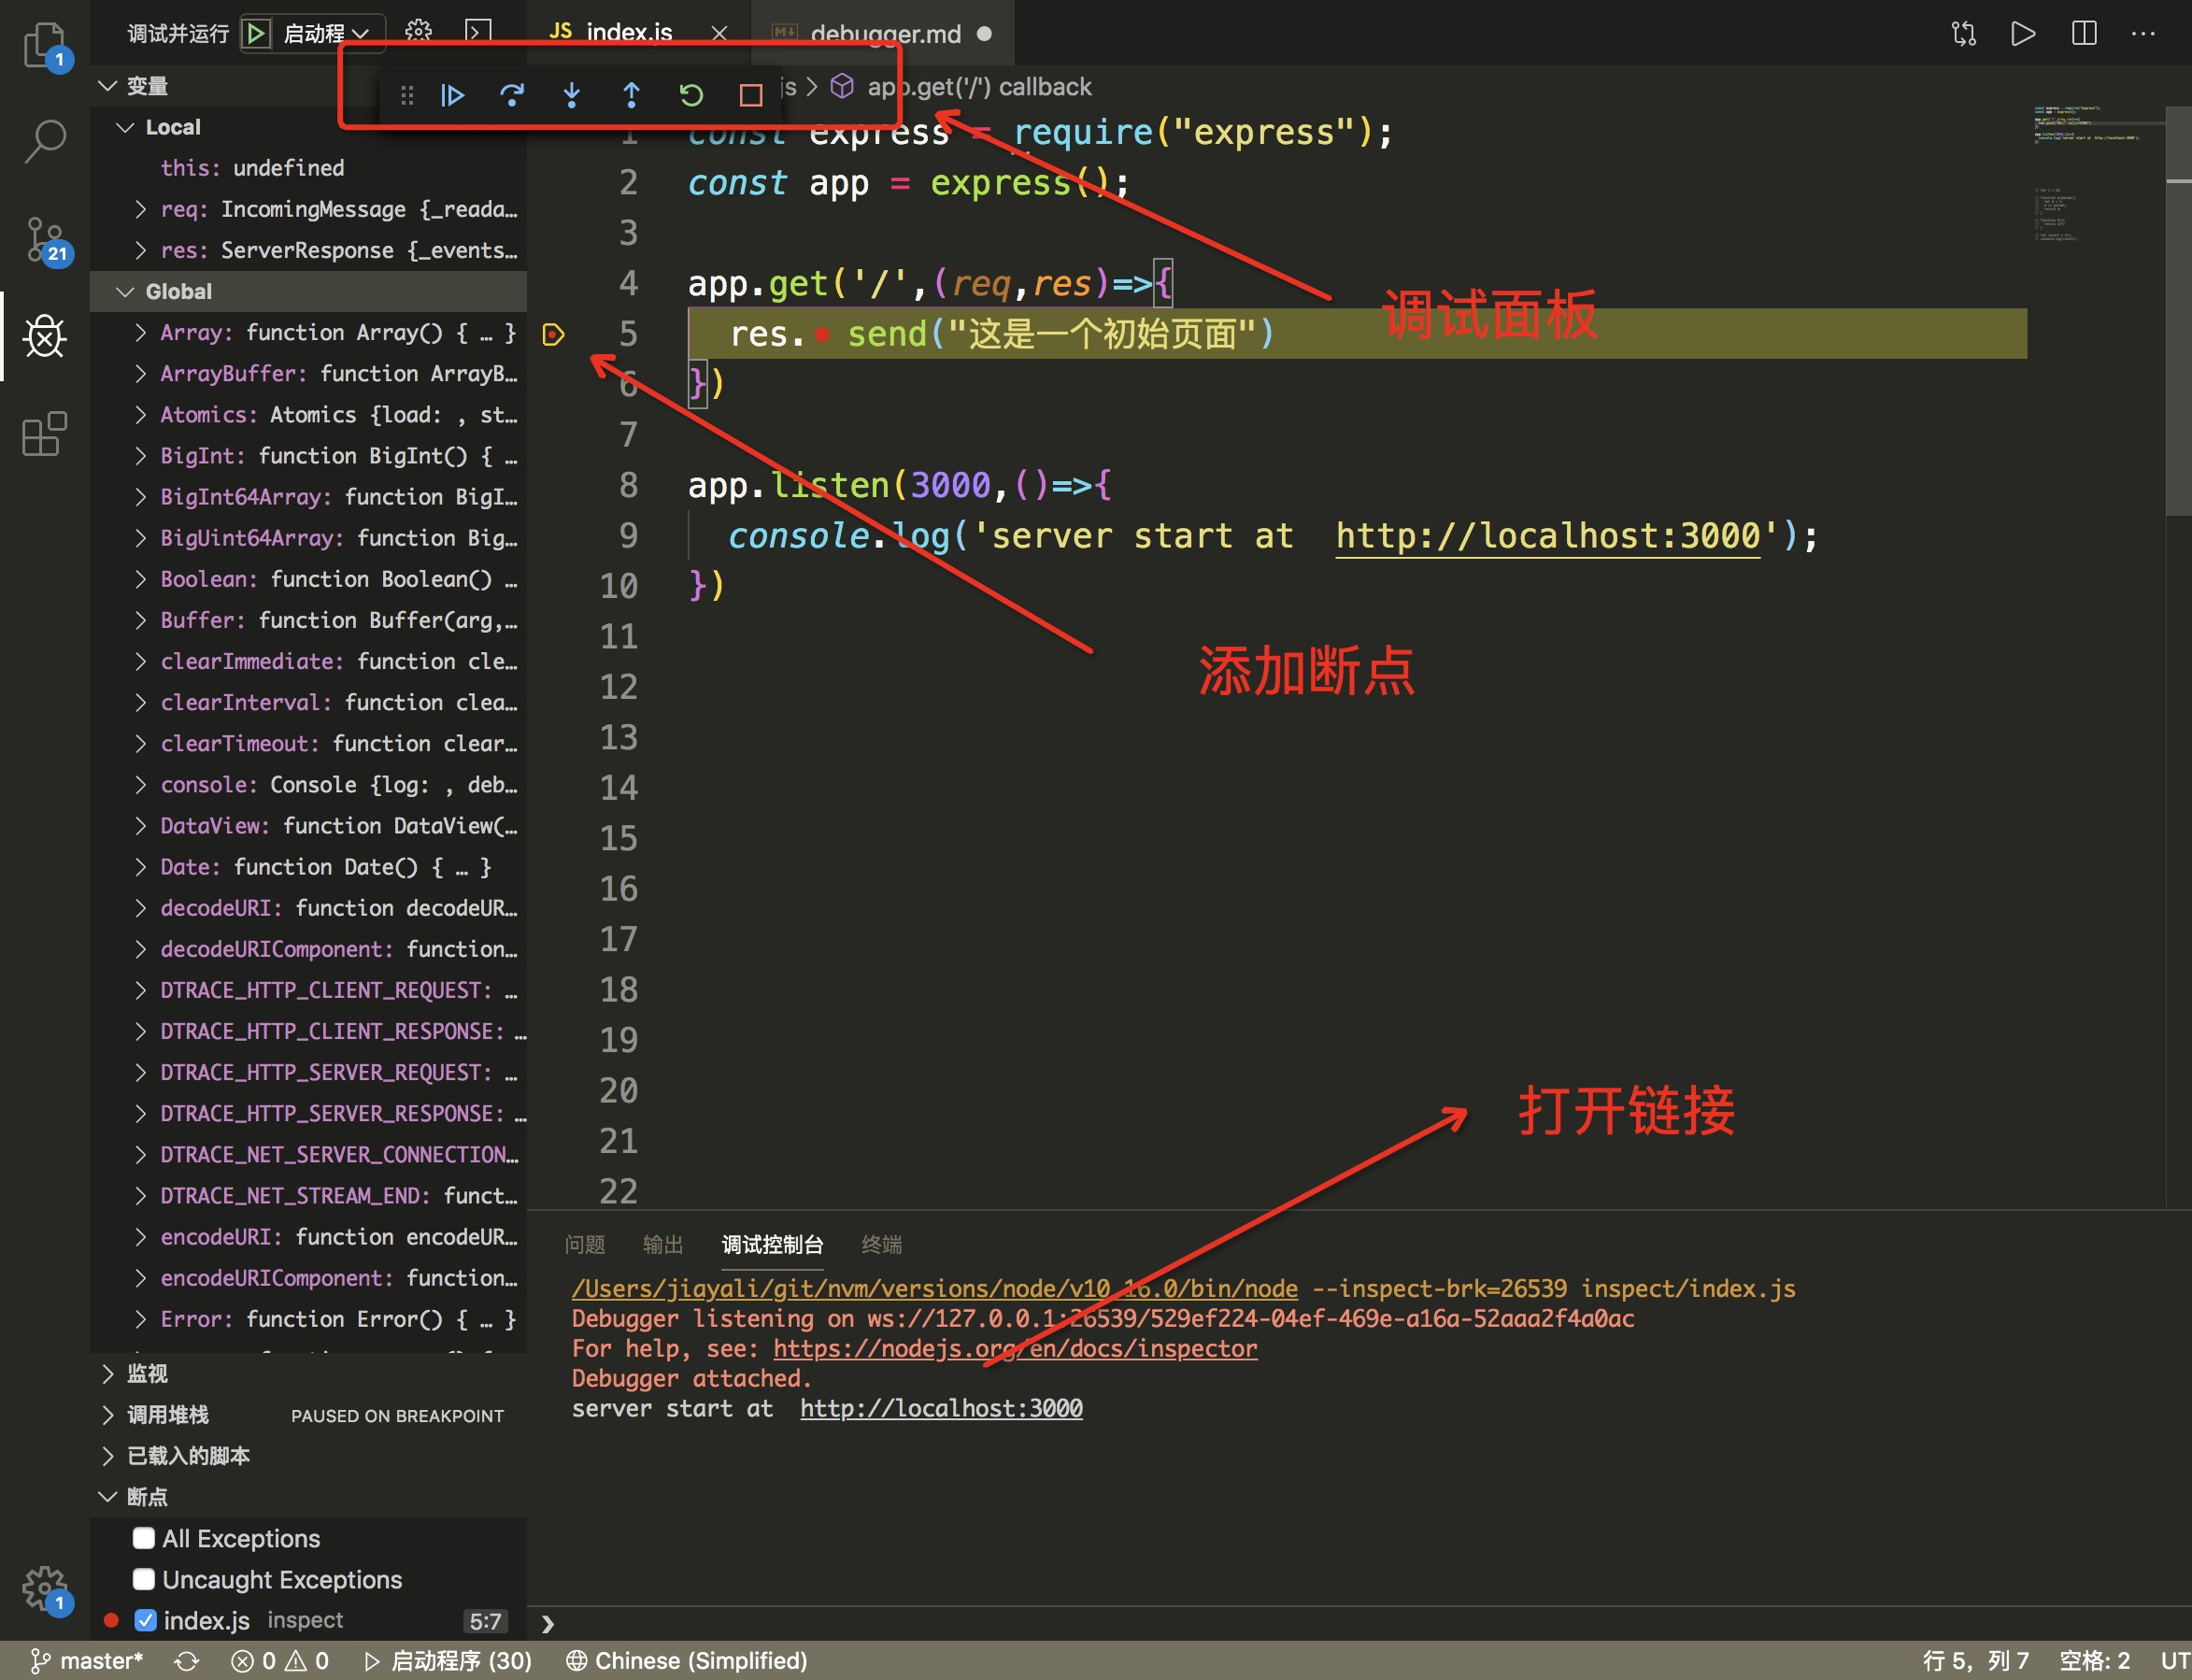 调试并运行 启动程
JS index.js
debugger.md
变量
js > app.get('/') callback
Local
this: undefined
req: IncomingMessage {_reada…
res: ServerResponse {_events…
Global
Array: function Array() { … }
ArrayBuffer: function ArrayB…
Atomics: Atomics {load: , st…
BigInt: function BigInt() { …
BigInt64Array: function BigI…
BigUint64Array: function Big…
Boolean: function Boolean() …
Buffer: function Buffer(arg,…
clearImmediate: function cle…
clearInterval: function clea…
clearTimeout: function clear…
console: Console {log: , deb…
DataView: function DataView(…
Date: function Date() { … }
decodeURI: function decodeUR…
decodeURIComponent: function…
DTRACE_HTTP_CLIENT_REQUEST: …
DTRACE_HTTP_CLIENT_RESPONSE: …
DTRACE_HTTP_SERVER_REQUEST: …
DTRACE_HTTP_SERVER_RESPONSE: …
DTRACE_NET_SERVER_CONNECTION…
DTRACE_NET_STREAM_END: funct…
encodeURI: function encodeUR…
encodeURIComponent: function…
Error: function Error() { … }
监视
调用堆栈 PAUSED ON BREAKPOINT
已载入的脚本
断点
All Exceptions
Uncaught Exceptions
index.js inspect 5:7
1 const express = require("express");
2 const app = express();
3
4 app.get('/',(req,res)=>{
5 res. send("这是一个初始页面")
6 })
7
8 app.listen(3000,()=>{
9 console.log('server start at  http://localhost:3000');
10 })
11
12
13
14
15
16
17
18
19
20
21
22
调试面板
添加断点
打开链接
问题 输出 调试控制台 终端
/Users/jiayali/git/nvm/versions/node/v10.16.0/bin/node --inspect-brk=26539 inspect/index.js
Debugger listening on ws://127.0.0.1:26539/529ef224-04ef-469e-a16a-52aaa2f4a0ac
For help, see: https://nodejs.org/en/docs/inspector
Debugger attached.
server start at  http://localhost:3000
1
21
1
master* 0 0 启动程序 (30) Chinese (Simplified) 行 5，列 7 空格: 2 UT